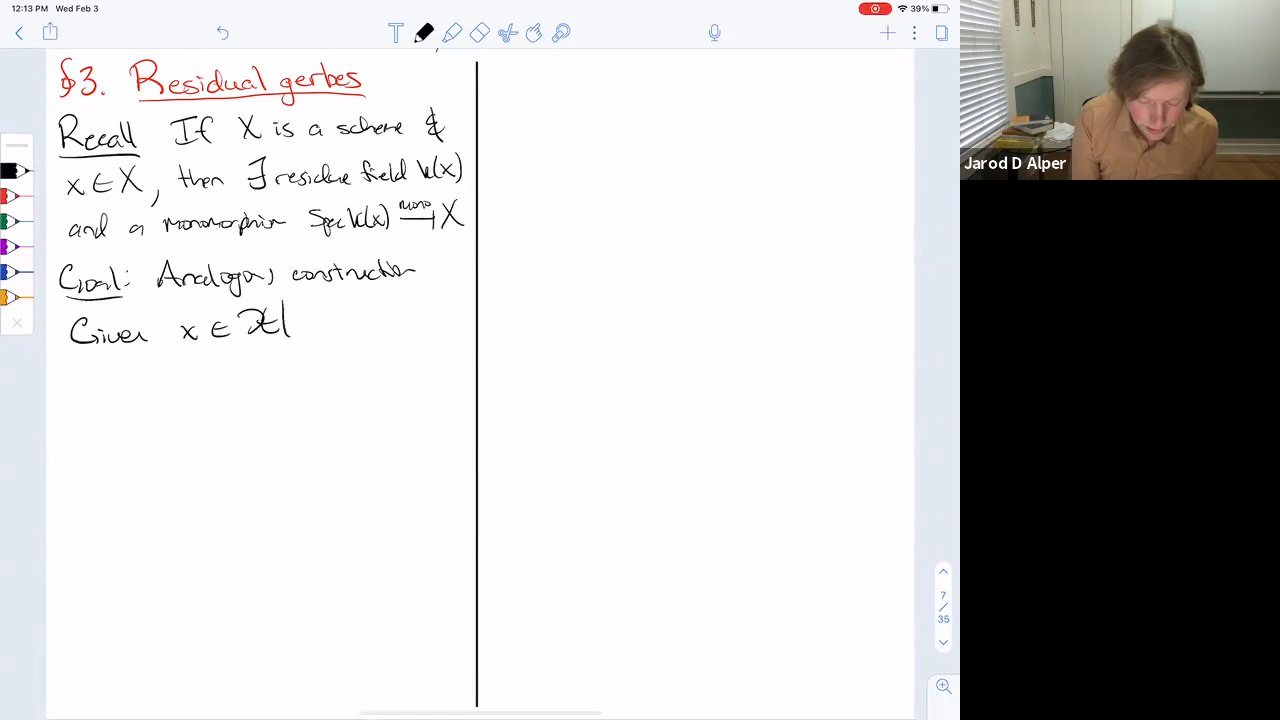 12:13 PM Wed Feb 3
39%
§3. Residual gerbes
Recall If X is a scheme &
x ∈ X, then ∃ residue field k(x)
and a monomorphism Spec k(x) →^{mono} X
Goal: Analogous construction
Given x ∈ 𝒳|
Jarod D Alper
7
/
35